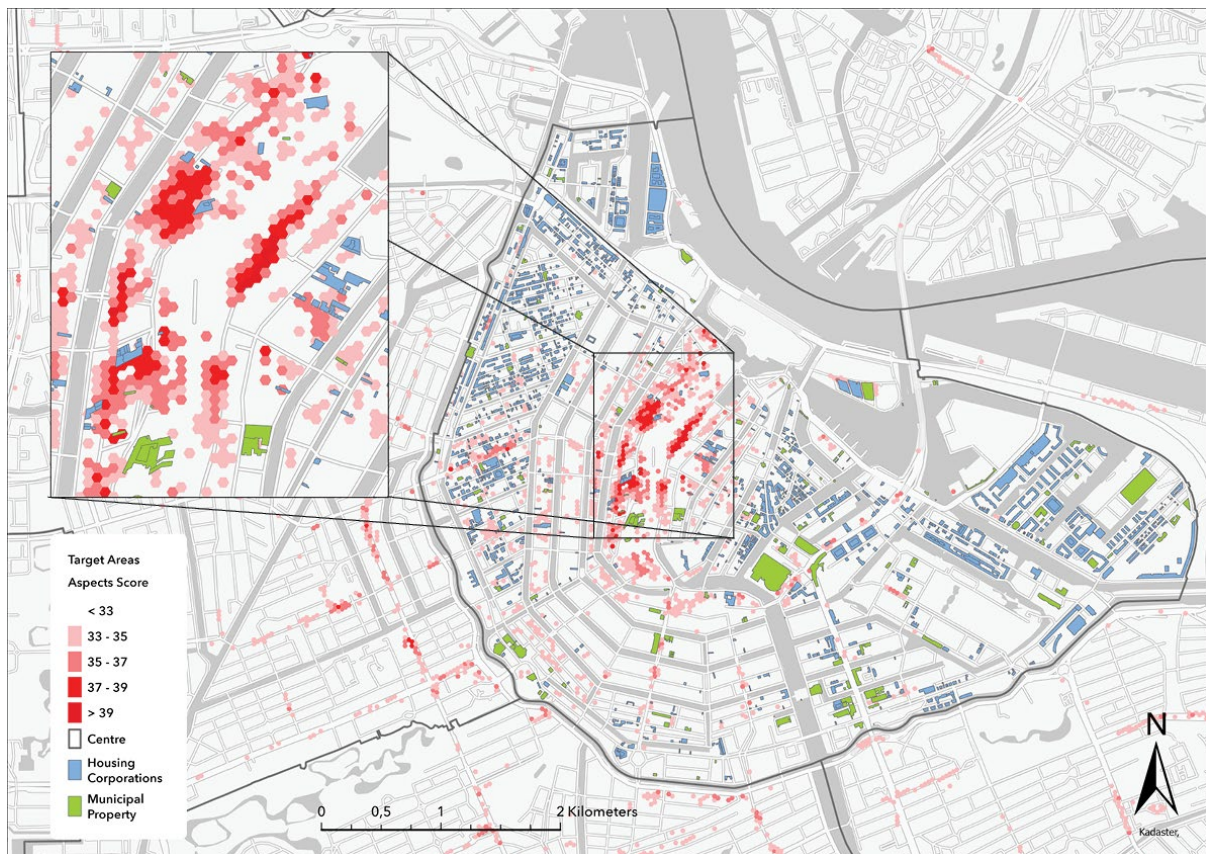 Target Areas
Aspects Score
< 33
33 - 35
35 - 37
37 - 39
> 39
Centre
Housing
Corporations
Municipal
Property
0 0,5 1 2 Kilometers
N
Kadaster,